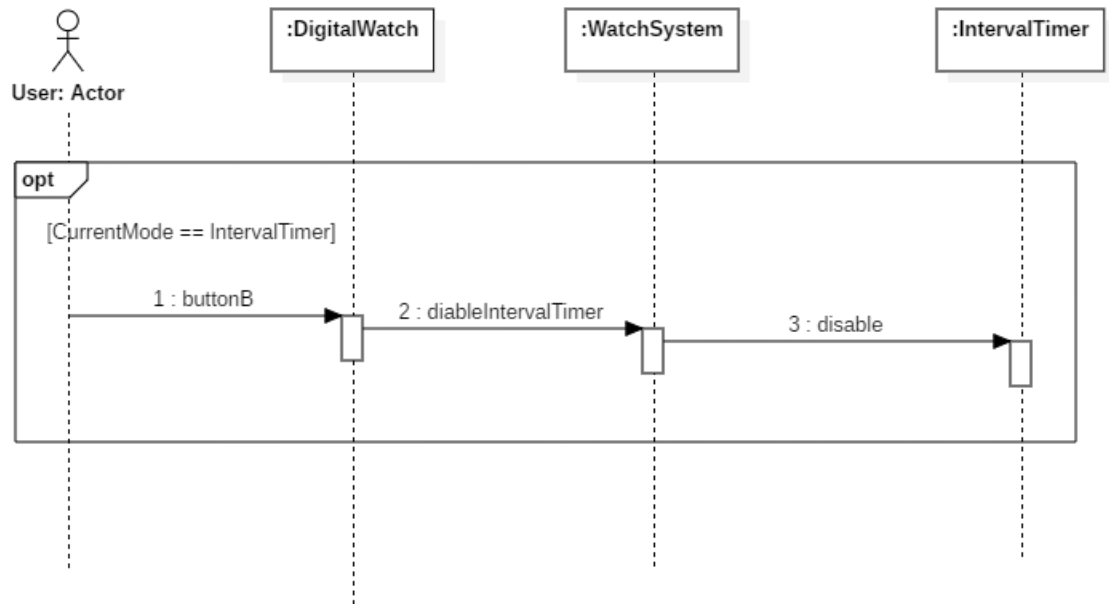 :DigitalWatch
:WatchSystem
:IntervalTimer
User: Actor
opt
[CurrentMode == IntervalTimer]
1 : buttonB
2 : diableIntervalTimer
3 : disable